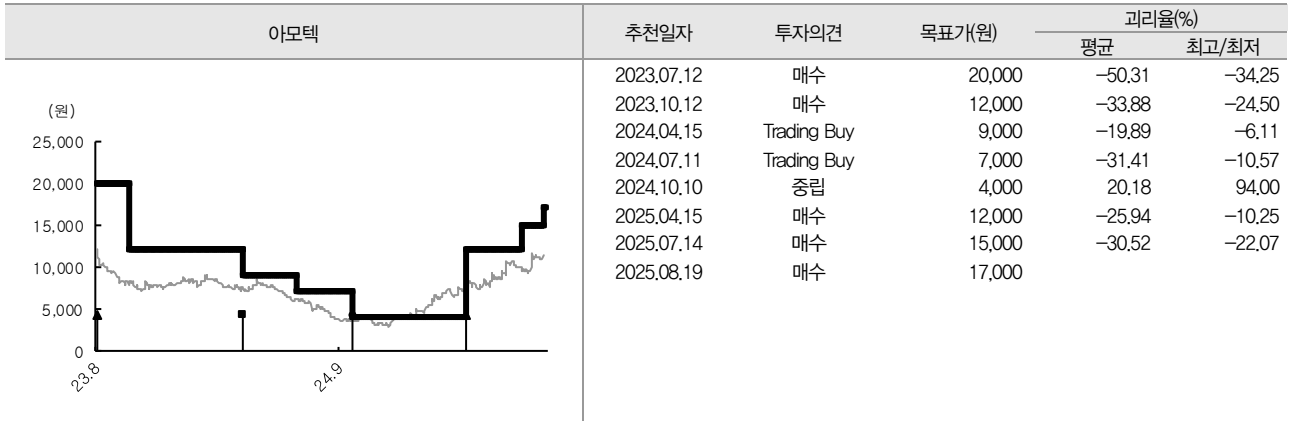 아모텍
추천일자 투자의견 목표가(원) 괴리율(%)
평균 최고/최저
(원)
25,000
20,000
15,000
10,000
5,000
0
23.8 24.9
2023.07.12 매수 20,000 -50.31 -34.25
2023.10.12 매수 12,000 -33.88 -24.50
2024.04.15 Trading Buy 9,000 -19.89 -6.11
2024.07.11 Trading Buy 7,000 -31.41 -10.57
2024.10.10 중립 4,000 20.18 94.00
2025.04.15 매수 12,000 -25.94 -10.25
2025.07.14 매수 15,000 -30.52 -22.07
2025.08.19 매수 17,000